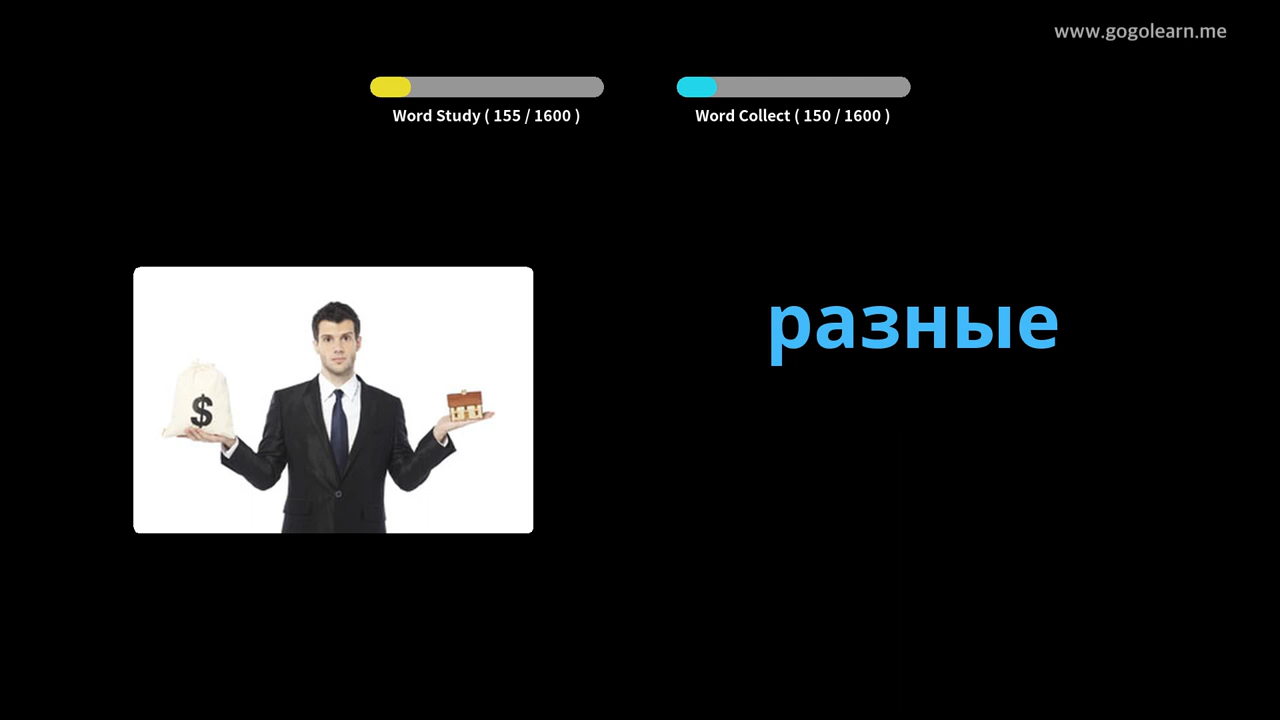 www.gogolearn.me
Word Study ( 155 / 1600 )
Word Collect ( 150 / 1600 )
разные
$